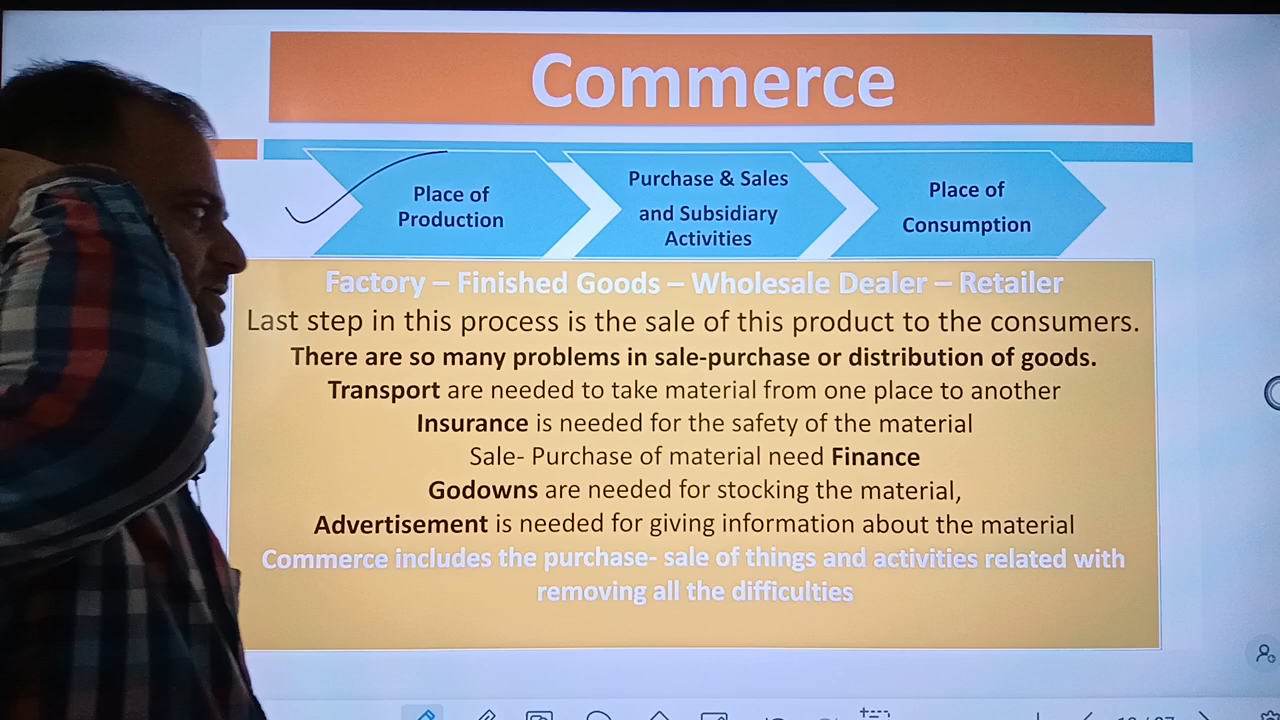 Commerce
Place of
Production
Purchase & Sales
and Subsidiary
Activities
Place of
Consumption
Factory – Finished Goods – Wholesale Dealer – Retailer
Last step in this process is the sale of this product to the consumers.
There are so many problems in sale-purchase or distribution of goods.
Transport are needed to take material from one place to another
Insurance is needed for the safety of the material
Sale- Purchase of material need Finance
Godowns are needed for stocking the material,
Advertisement is needed for giving information about the material
Commerce includes the purchase- sale of things and activities related with
removing all the difficulties